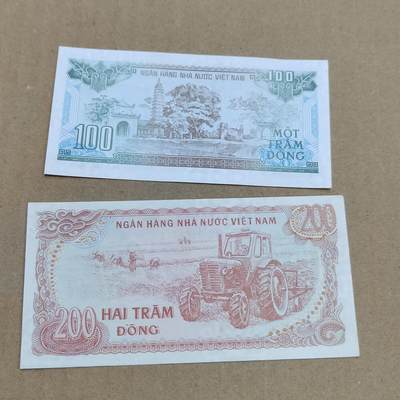 NGÂN HÀNG NHÀ NƯỚC VIỆT NAM
100
100
MỘT
TRĂM
ĐỒNG
NGÂN HÀNG NHÀ NƯỚC VIỆT NAM
200
200
HAI TRĂM
ĐỒNG